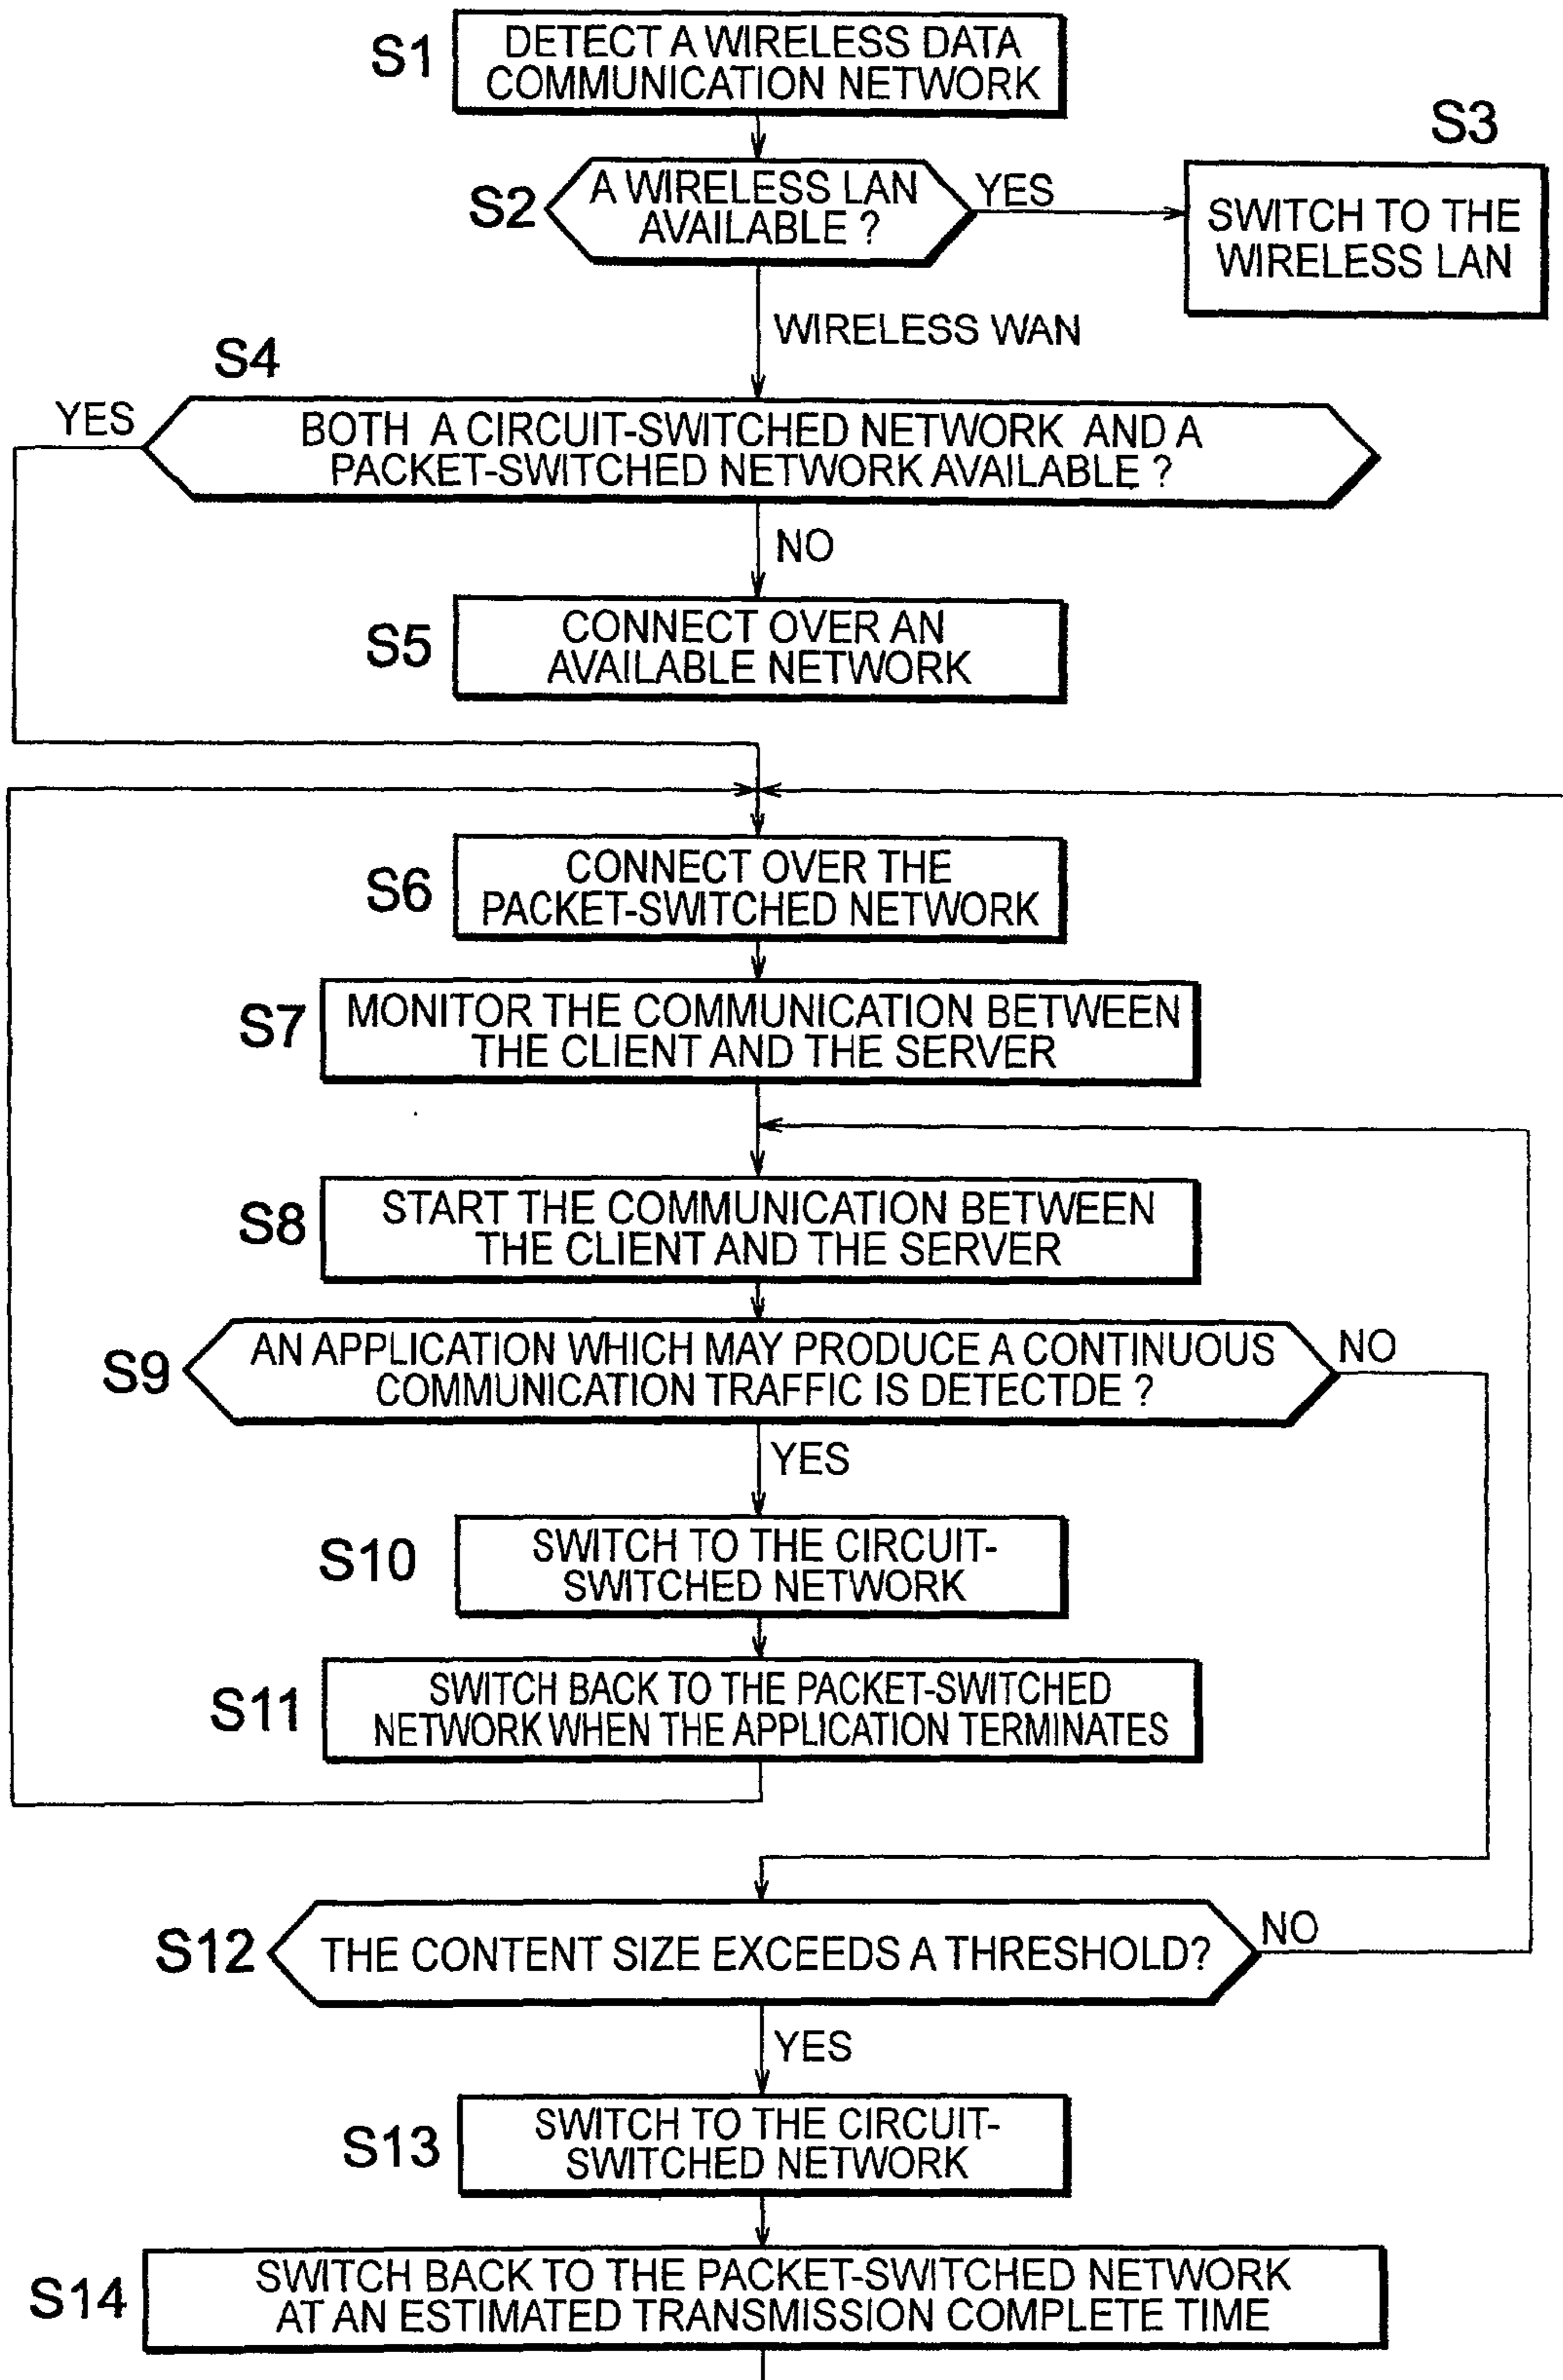 S1
DETECT A WIRELESS DATA
COMMUNICATION NETWORK
S2
A WIRELESS LAN
AVAILABLE ?
YES
S3
SWITCH TO THE
WIRELESS LAN
WIRELESS WAN
S4
YES
BOTH A CIRCUIT-SWITCHED NETWORK AND A
PACKET-SWITCHED NETWORK AVAILABLE ?
NO
S5
CONNECT OVER AN
AVAILABLE NETWORK
S6
CONNECT OVER THE
PACKET-SWITCHED NETWORK
S7
MONITOR THE COMMUNICATION BETWEEN
THE CLIENT AND THE SERVER
S8
START THE COMMUNICATION BETWEEN
THE CLIENT AND THE SERVER
S9
AN APPLICATION WHICH MAY PRODUCE A CONTINUOUS
COMMUNICATION TRAFFIC IS DETECTDE ?
NO
YES
S10
SWITCH TO THE CIRCUIT-
SWITCHED NETWORK
S11
SWITCH BACK TO THE PACKET-SWITCHED
NETWORK WHEN THE APPLICATION TERMINATES
S12
THE CONTENT SIZE EXCEEDS A THRESHOLD?
NO
YES
S13
SWITCH TO THE CIRCUIT-
SWITCHED NETWORK
S14
SWITCH BACK TO THE PACKET-SWITCHED NETWORK
AT AN ESTIMATED TRANSMISSION COMPLETE TIME